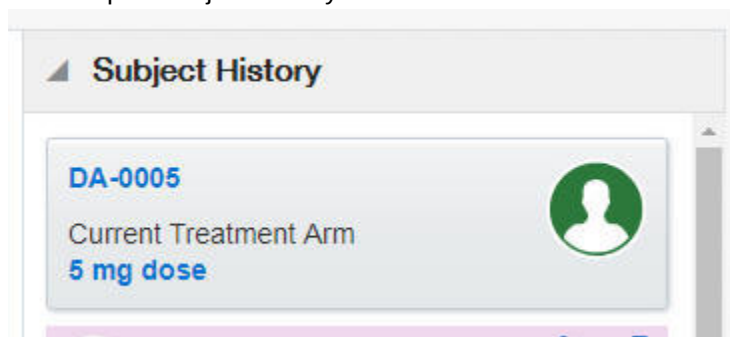 Subject History
DA-0005
Current Treatment Arm
5 mg dose